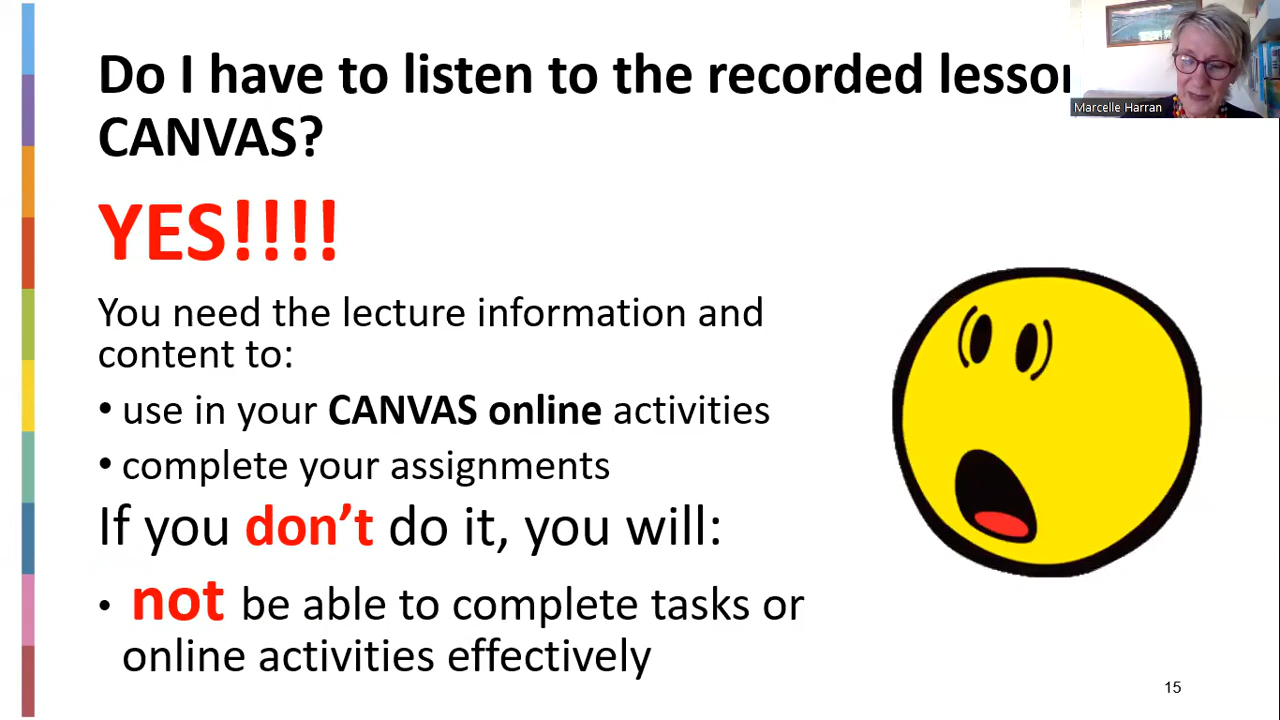 Do I have to listen to the recorded
CANVAS?
Marcelle Harran
YES!!!!
You need the lecture information and
content to:
• use in your CANVAS online activities
• complete your assignments
If you don’t do it, you will:
• not be able to complete tasks or
online activities effectively
15